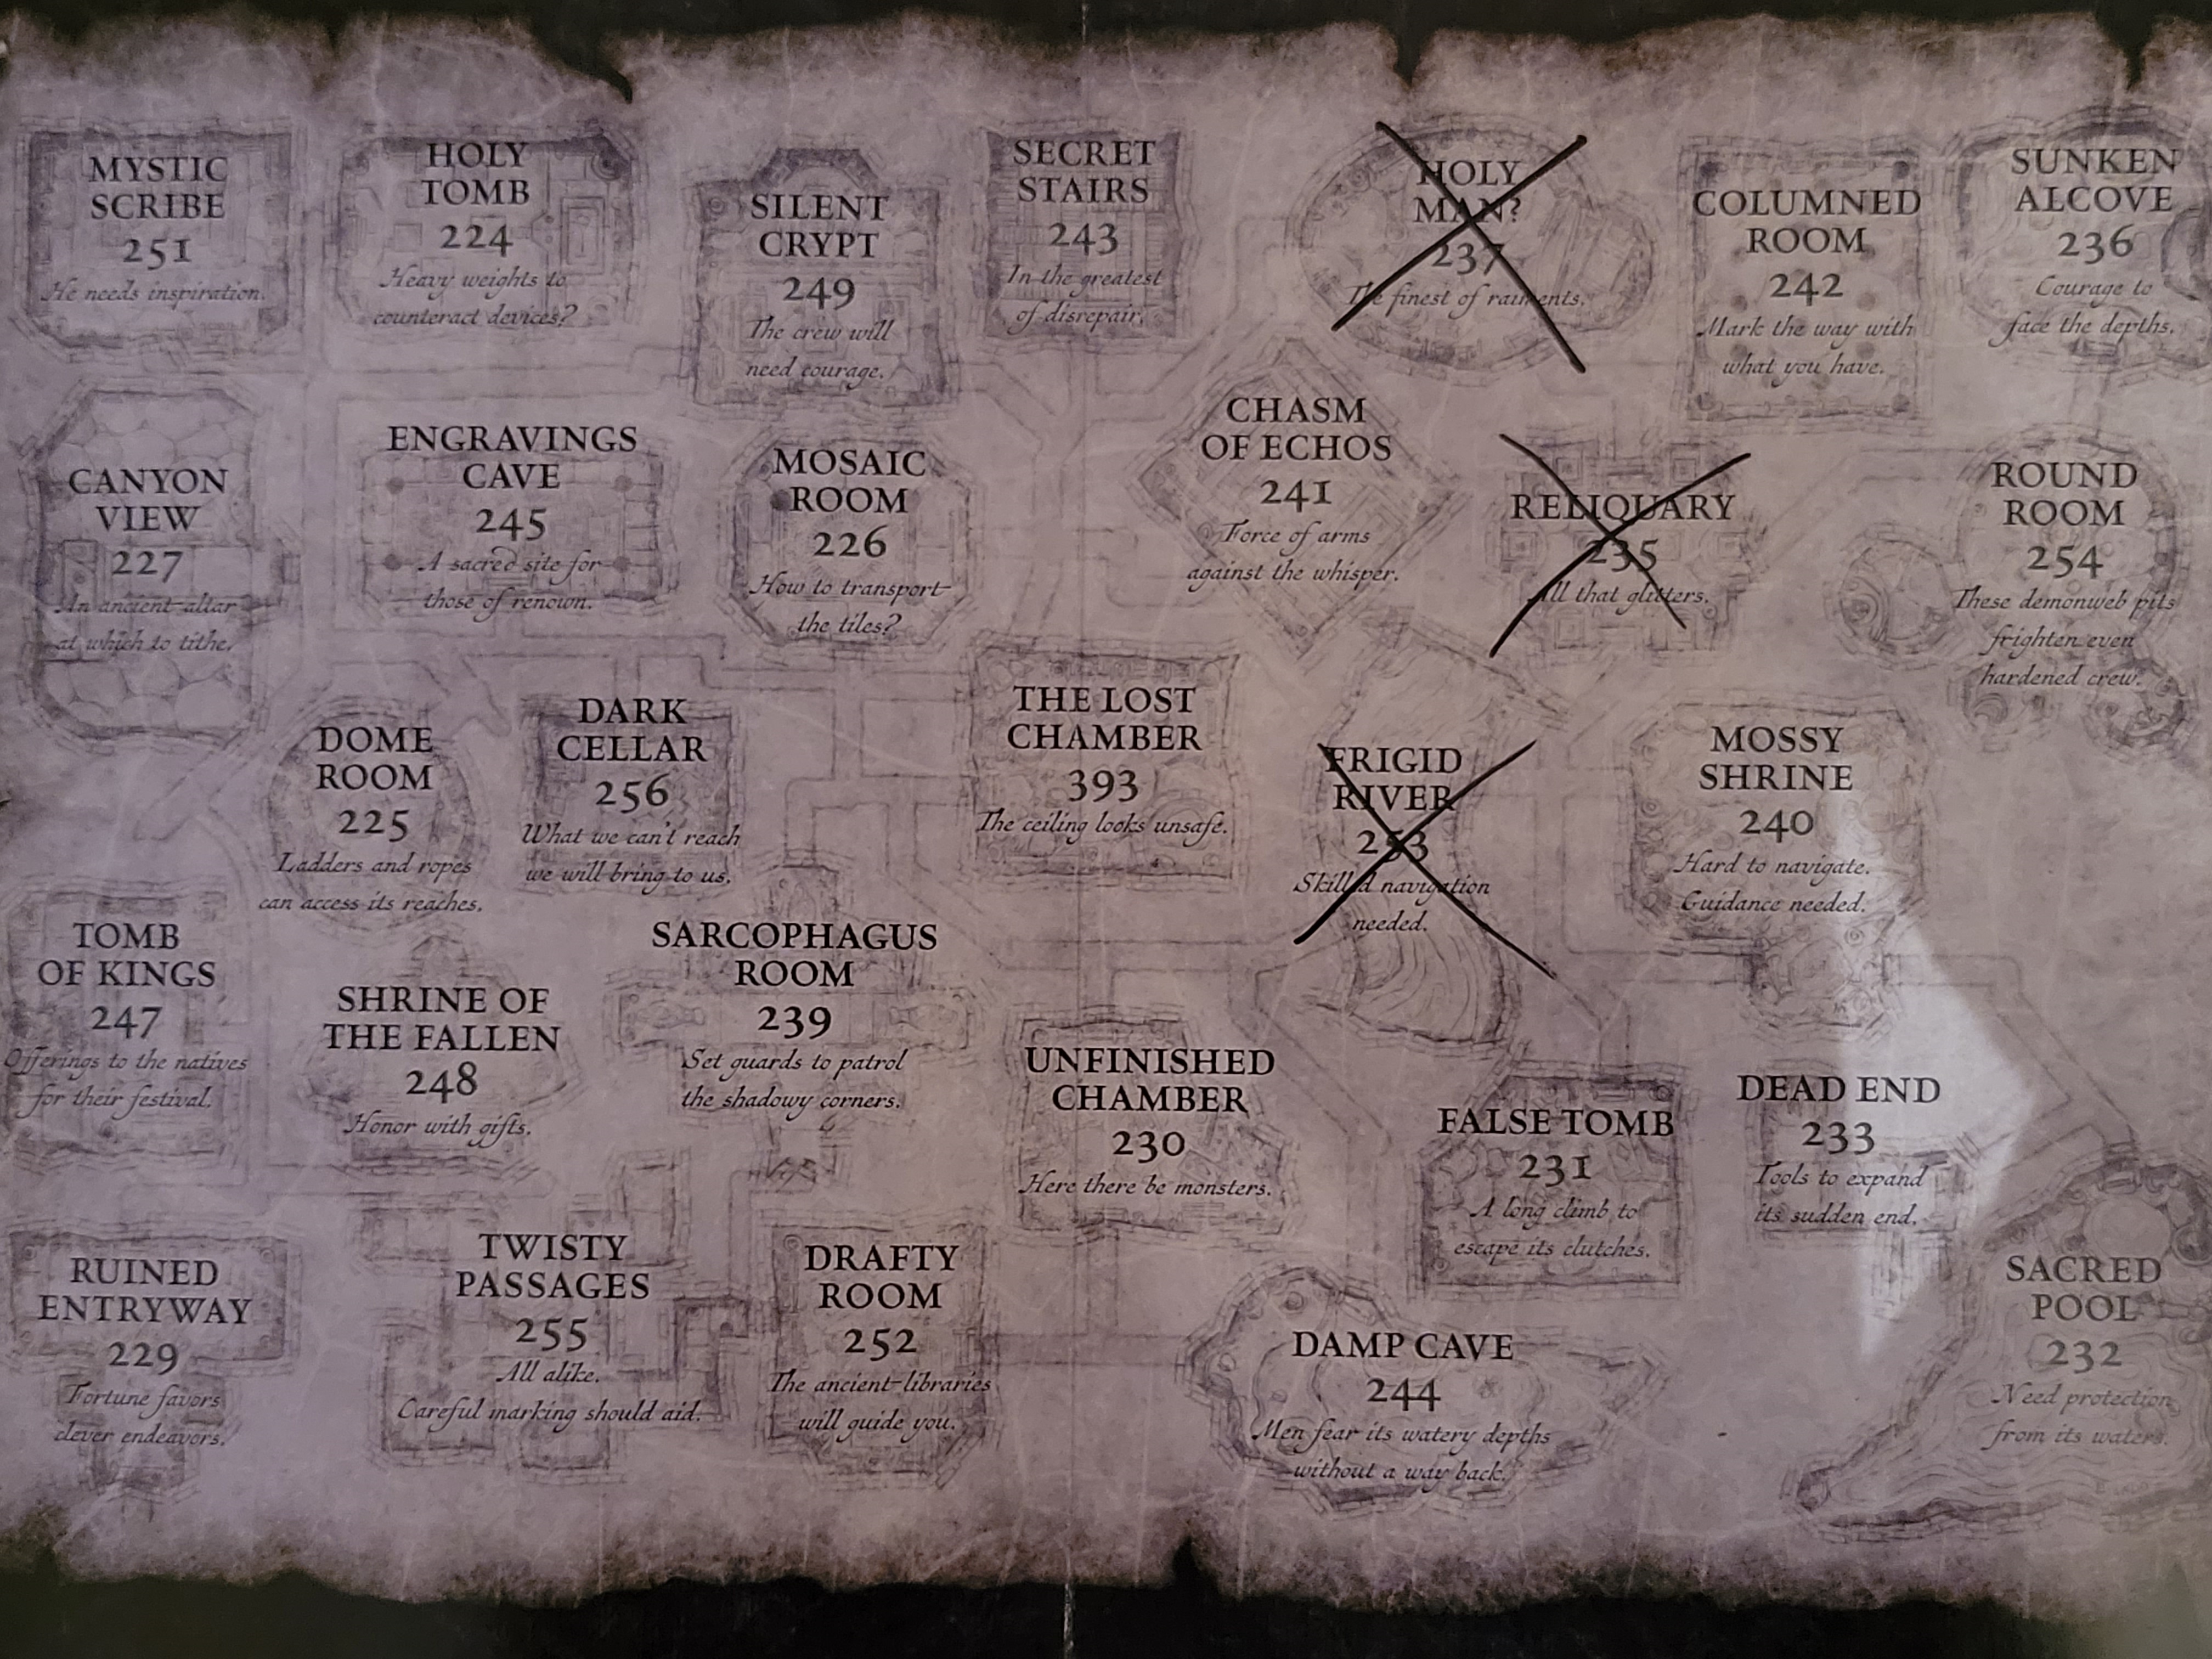 MYSTIC
SCRIBE
251
He needs inspiration.
HOLY
TOMB
224
Heavy weights to
counteract devices?
SILENT
CRYPT
249
The crew will
need courage.
SECRET
STAIRS
243
In the greatest
of disrepair.
HOLY
MAN?
237
The finest of raiments.
COLUMNED
ROOM
242
Mark the way with
what you have.
SUNKEN
ALCOVE
236
Courage to
face the depths.
CANYON
VIEW
227
An ancient altar
at which to tithe.
ENGRAVINGS
CAVE
245
A sacred site for
those of renown.
MOSAIC
ROOM
226
How to transport
the tiles?
CHASM
OF ECHOS
241
Force of arms
against the whisper.
RELIQUARY
235
All that glitters.
ROUND
ROOM
254
These demonweb pits
frighten even
hardened crew.
DOME
ROOM
225
Ladders and ropes
can access its reaches.
DARK
CELLAR
256
What we can't reach
we will bring to us.
THE LOST
CHAMBER
393
The ceiling looks unsafe.
FRIGID
RIVER
253
Skilled navigation
needed.
MOSSY
SHRINE
240
Hard to navigate.
Guidance needed.
TOMB
OF KINGS
247
Offerings to the natives
for their festival.
SHRINE OF
THE FALLEN
248
Honor with gifts.
SARCOPHAGUS
ROOM
239
Set guards to patrol
the shadowy corners.
UNFINISHED
CHAMBER
230
Here there be monsters.
FALSE TOMB
231
A long climb to
escape its clutches.
DEAD END
233
Tools to expand
its sudden end.
RUINED
ENTRYWAY
229
Fortune favors
clever endeavors.
TWISTY
PASSAGES
255
All alike.
Careful marking should aid.
DRAFTY
ROOM
252
The ancient libraries
will guide you.
DAMP CAVE
244
Men fear its watery depths
without a way back.
SACRED
POOL
232
Need protection
from its waters.